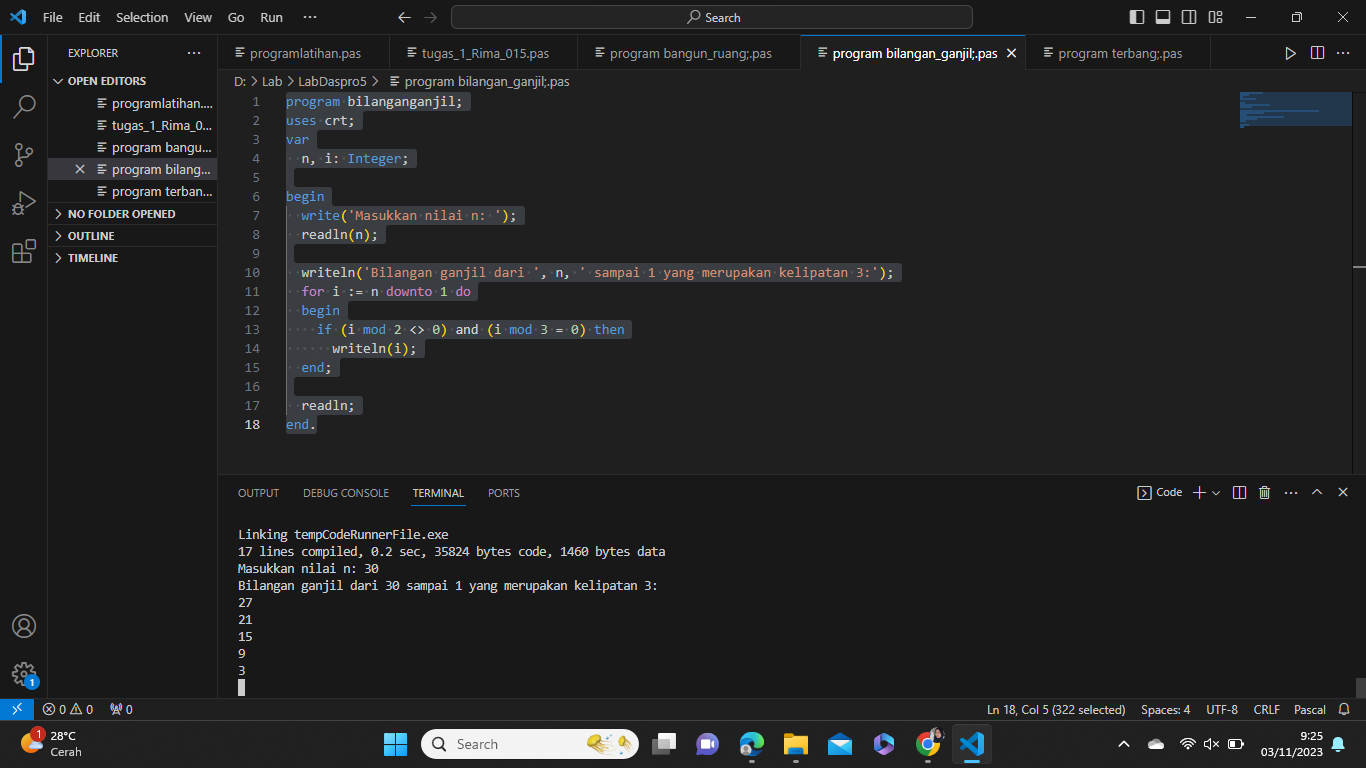 File Edit Selection View Go Run ··· Search
EXPLORER ···
OPEN EDITORS
programlatihan....
tugas_1_Rima_0...
program bangu...
program bilang...
program terban...
NO FOLDER OPENED
OUTLINE
TIMELINE
programlatihan.pas tugas_1_Rima_015.pas program bangun_ruang;.pas program bilangan_ganjil;.pas program terbang;.pas ···
D: > Lab > LabDaspro5 > program bilangan_ganjil;.pas
1 program bilanganganjil;
2 uses crt;
3 var
4 n, i: Integer;
5
6 begin
7 write('Masukkan nilai n: ');
8 readln(n);
9
10 writeln('Bilangan ganjil dari ', n, ' sampai 1 yang merupakan kelipatan 3:');
11 for i := n downto 1 do
12 begin
13 if (i mod 2 <> 0) and (i mod 3 = 0) then
14 writeln(i);
15 end;
16
17 readln;
18 end.
OUTPUT DEBUG CONSOLE TERMINAL PORTS Code ···
Linking tempCodeRunnerFile.exe
17 lines compiled, 0.2 sec, 35824 bytes code, 1460 bytes data
Masukkan nilai n: 30
Bilangan ganjil dari 30 sampai 1 yang merupakan kelipatan 3:
27
21
15
9
3
1
0 0 0 Ln 18, Col 5 (322 selected) Spaces: 4 UTF-8 CRLF Pascal
1 28°C
Cerah
Search
9:25
03/11/2023